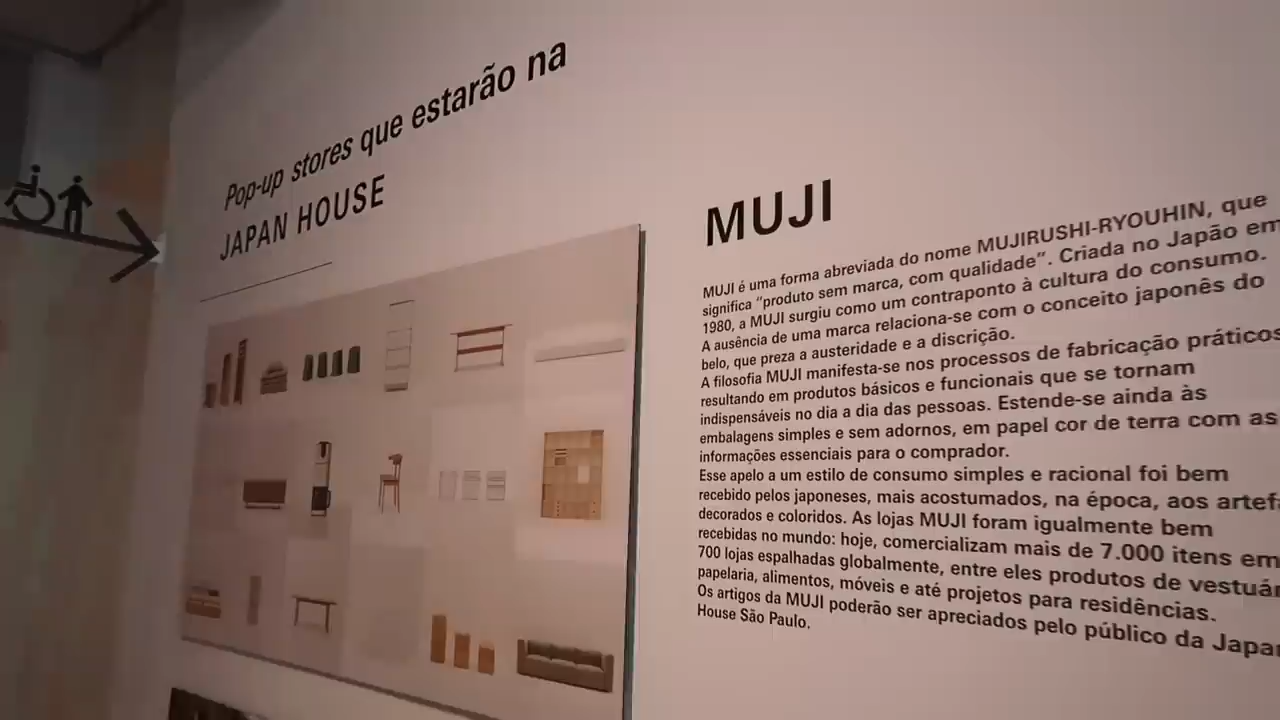 Pop-up stores que estarão na
JAPAN HOUSE
MUJI
MUJI é uma forma abreviada do nome MUJIRUSHI-RYOUHIN, que
significa “produto sem marca, com qualidade”. Criada no Japão em
1980, a MUJI surgiu como um contraponto à cultura do consumo.
A ausência de uma marca relaciona-se com o conceito japonês do
belo, que preza a austeridade e a discrição.
A filosofia MUJI manifesta-se nos processos de fabricação práticos
resultando em produtos básicos e funcionais que se tornam
indispensáveis no dia a dia das pessoas. Estende-se ainda às
embalagens simples e sem adornos, em papel cor de terra com as
informações essenciais para o comprador.
Esse apelo a um estilo de consumo simples e racional foi bem
recebido pelos japoneses, mais acostumados, na época, aos artef
decorados e coloridos. As lojas MUJI foram igualmente bem
recebidas no mundo: hoje, comercializam mais de 7.000 itens em
700 lojas espalhadas globalmente, entre eles produtos de vestuár
papelaria, alimentos, móveis e até projetos para residências.
Os artigos da MUJI poderão ser apreciados pelo público da Japan
House São Paulo.